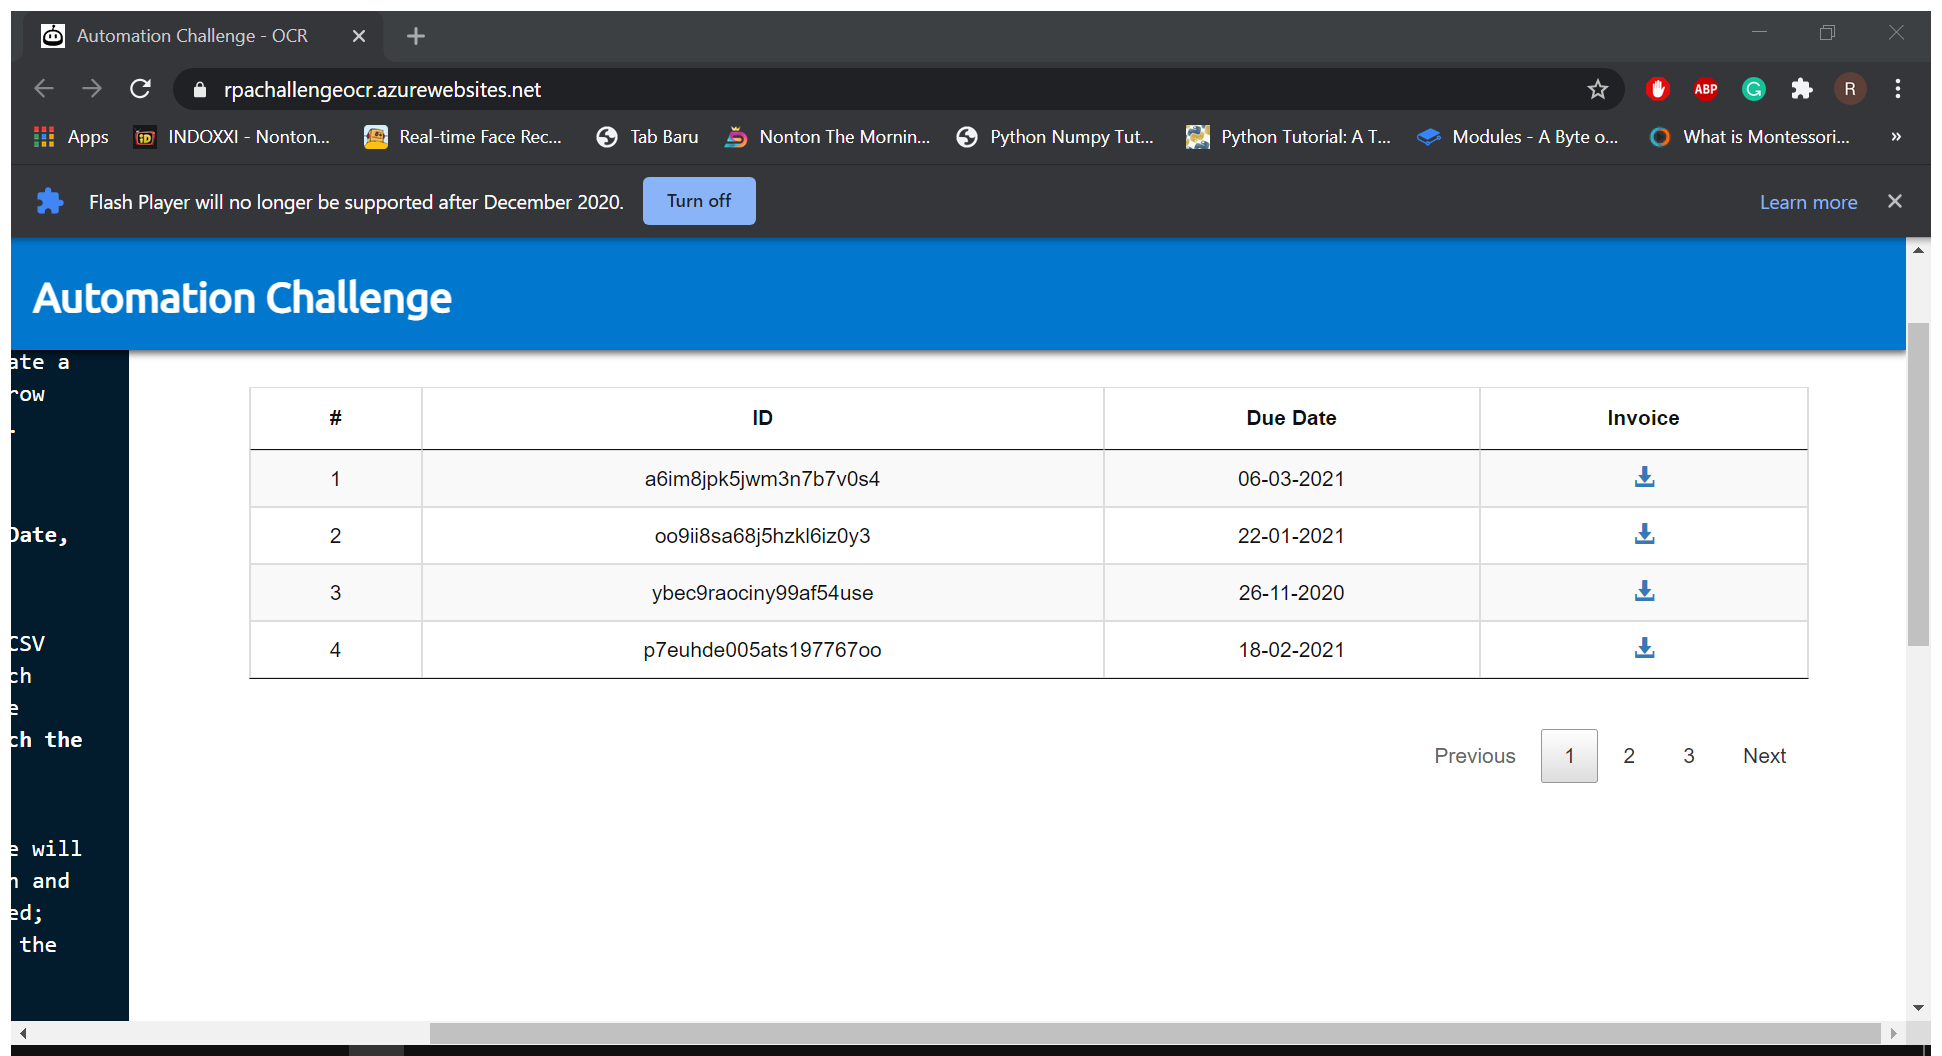 Automation Challenge - OCR
rpachallengeocr.azurewebsites.net
ABP
G
R
Apps
INDOXXI - Nonton...
Real-time Face Rec...
Tab Baru
Nonton The Mornin...
Python Numpy Tut...
Python Tutorial: A T...
Modules - A Byte o...
What is Montessori...
»
Flash Player will no longer be supported after December 2020.
Turn off
Learn more
Automation Challenge
ate a
row
.
Date,
CSV
ch
e
ch the
e will
n and
ed;
the
# ID Due Date Invoice
1 a6im8jpk5jwm3n7b7v0s4 06-03-2021
2 oo9ii8sa68j5hzkl6iz0y3 22-01-2021
3 ybec9raociny99af54use 26-11-2020
4 p7euhde005ats197767oo 18-02-2021
Previous 1 2 3 Next